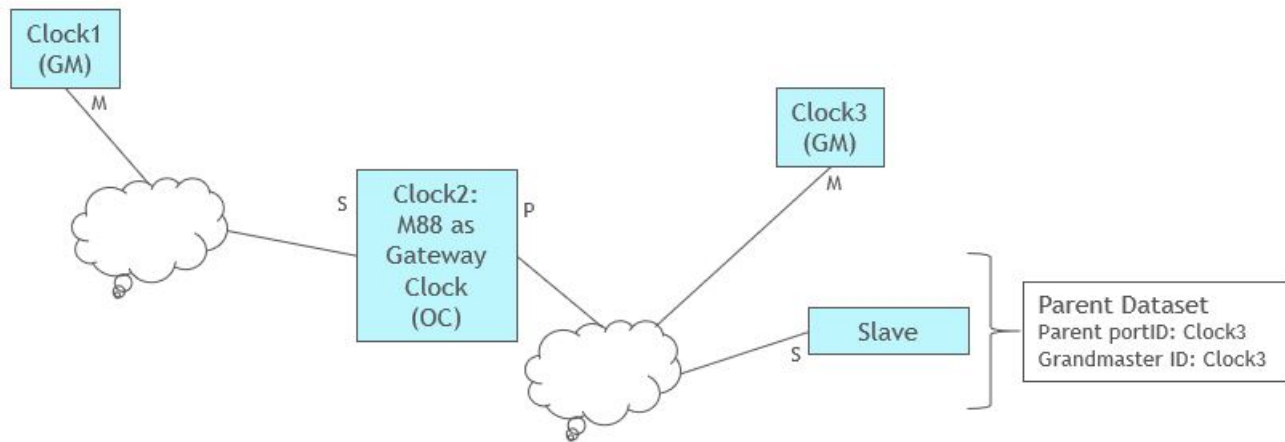 Clock1
(GM)
M
Clock3
(GM)
M
S
Clock2:
M88 as
Gateway
Clock
(OC)
P
Slave
S
Parent Dataset
Parent portID: Clock3
Grandmaster ID: Clock3